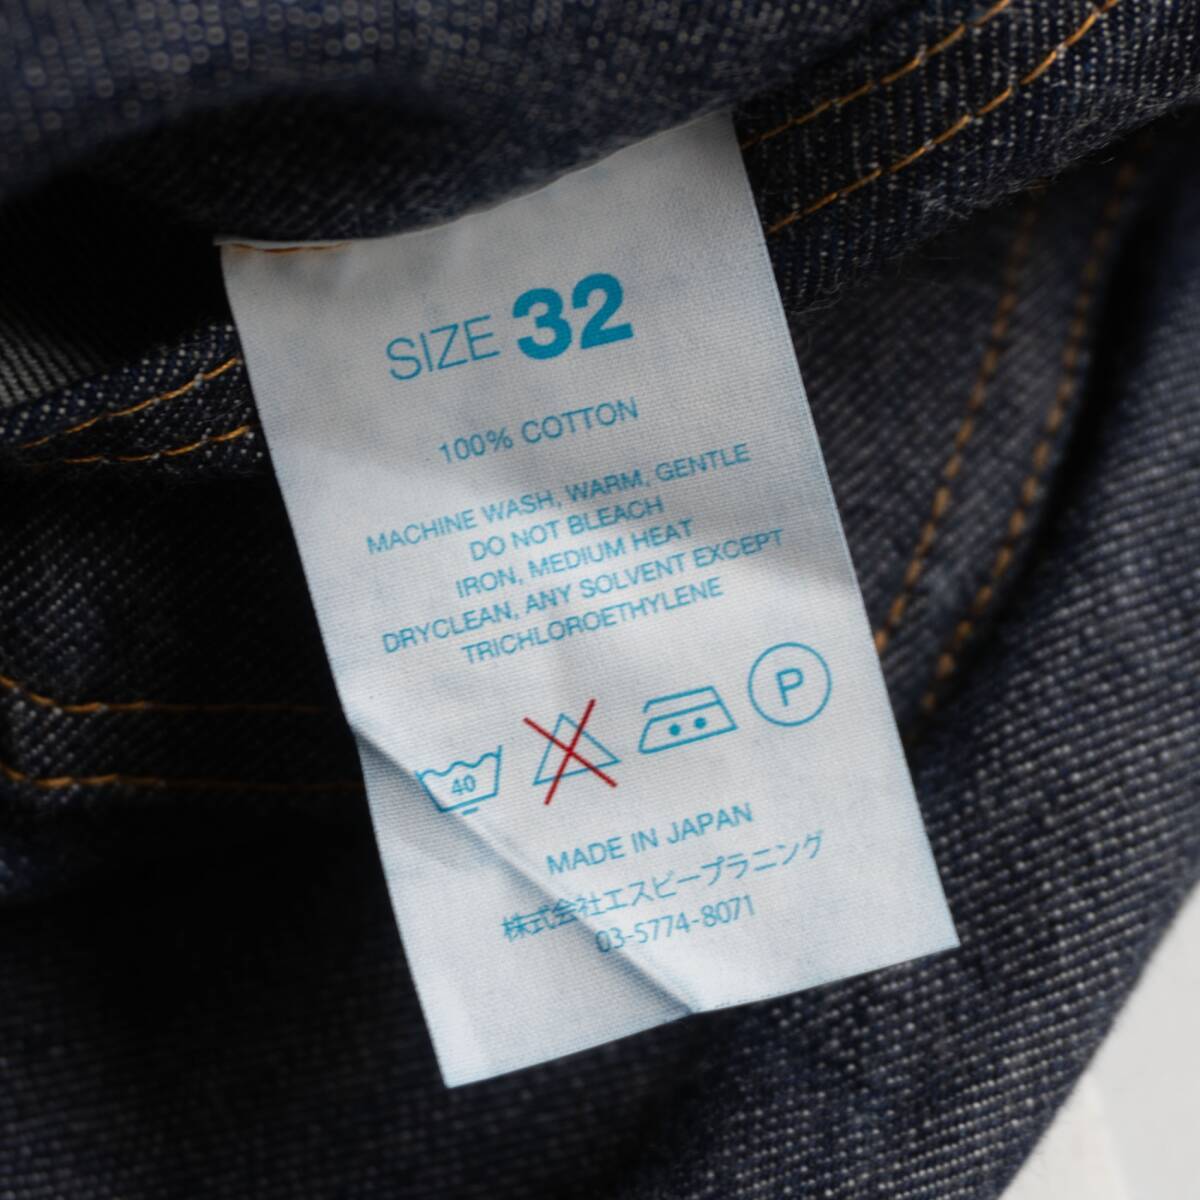 SIZE 32
100% COTTON
MACHINE WASH, WARM, GENTLE
DO NOT BLEACH
IRON, MEDIUM HEAT
DRYCLEAN, ANY SOLVENT EXCEPT
TRICHLOROETHYLENE
40
P
MADE IN JAPAN
株式会社エスピープラニング
03-5774-8071